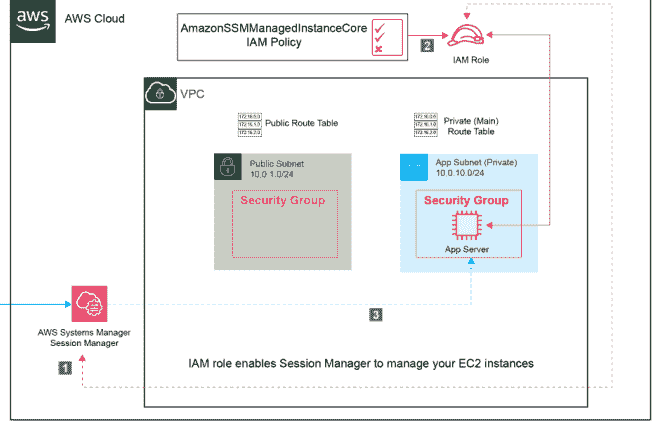 aws
AWS Cloud
AmazonSSMManagedInstanceCore
IAM Policy
2
IAM Role
VPC
Public Route Table
Private (Main)
Route Table
Public Subnet
10.0.1.0/24
Security Group
App Subnet (Private)
10.0.10.0/24
Security Group
App Server
AWS Systems Manager
Session Manager
1
3
IAM role enables Session Manager to manage your EC2 instances